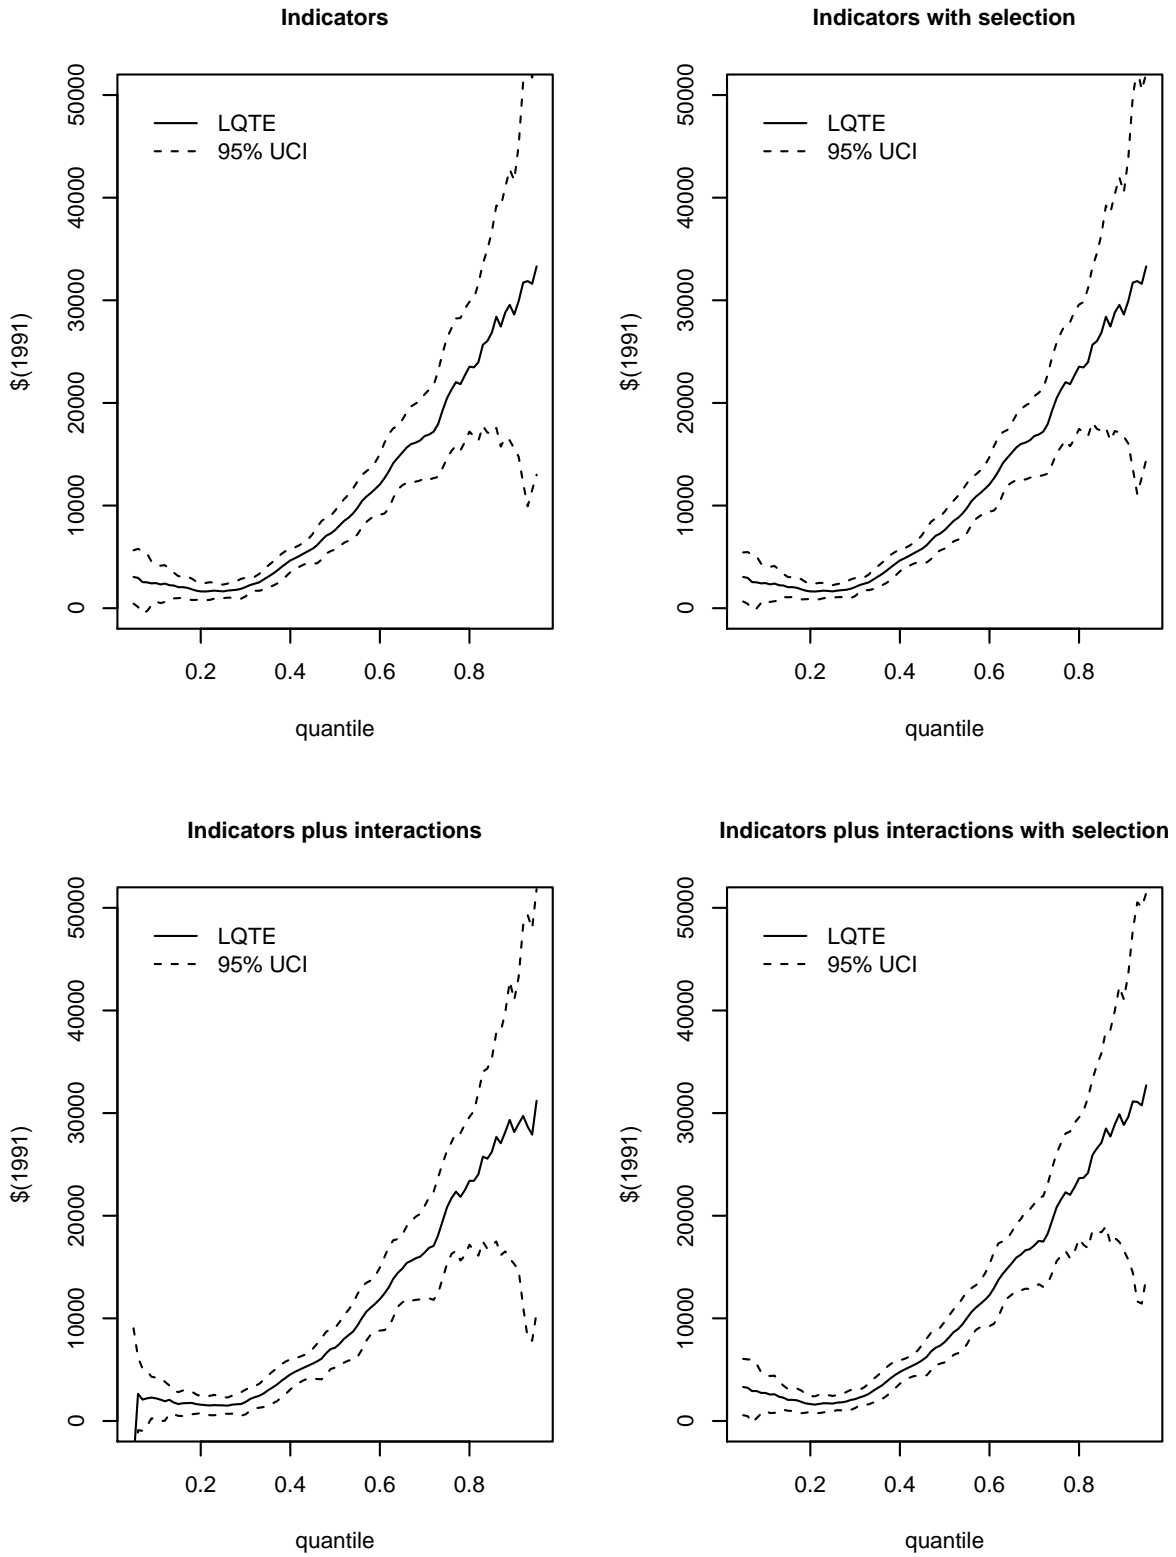 Indicators
50000
40000
30000
20000
10000
0
$(1991)
LQTE
95% UCI
0.2 0.4 0.6 0.8
quantile
Indicators with selection
50000
40000
30000
20000
10000
0
$(1991)
LQTE
95% UCI
0.2 0.4 0.6 0.8
quantile
Indicators plus interactions
50000
40000
30000
20000
10000
0
$(1991)
LQTE
95% UCI
0.2 0.4 0.6 0.8
quantile
Indicators plus interactions with selection
50000
40000
30000
20000
10000
0
$(1991)
LQTE
95% UCI
0.2 0.4 0.6 0.8
quantile